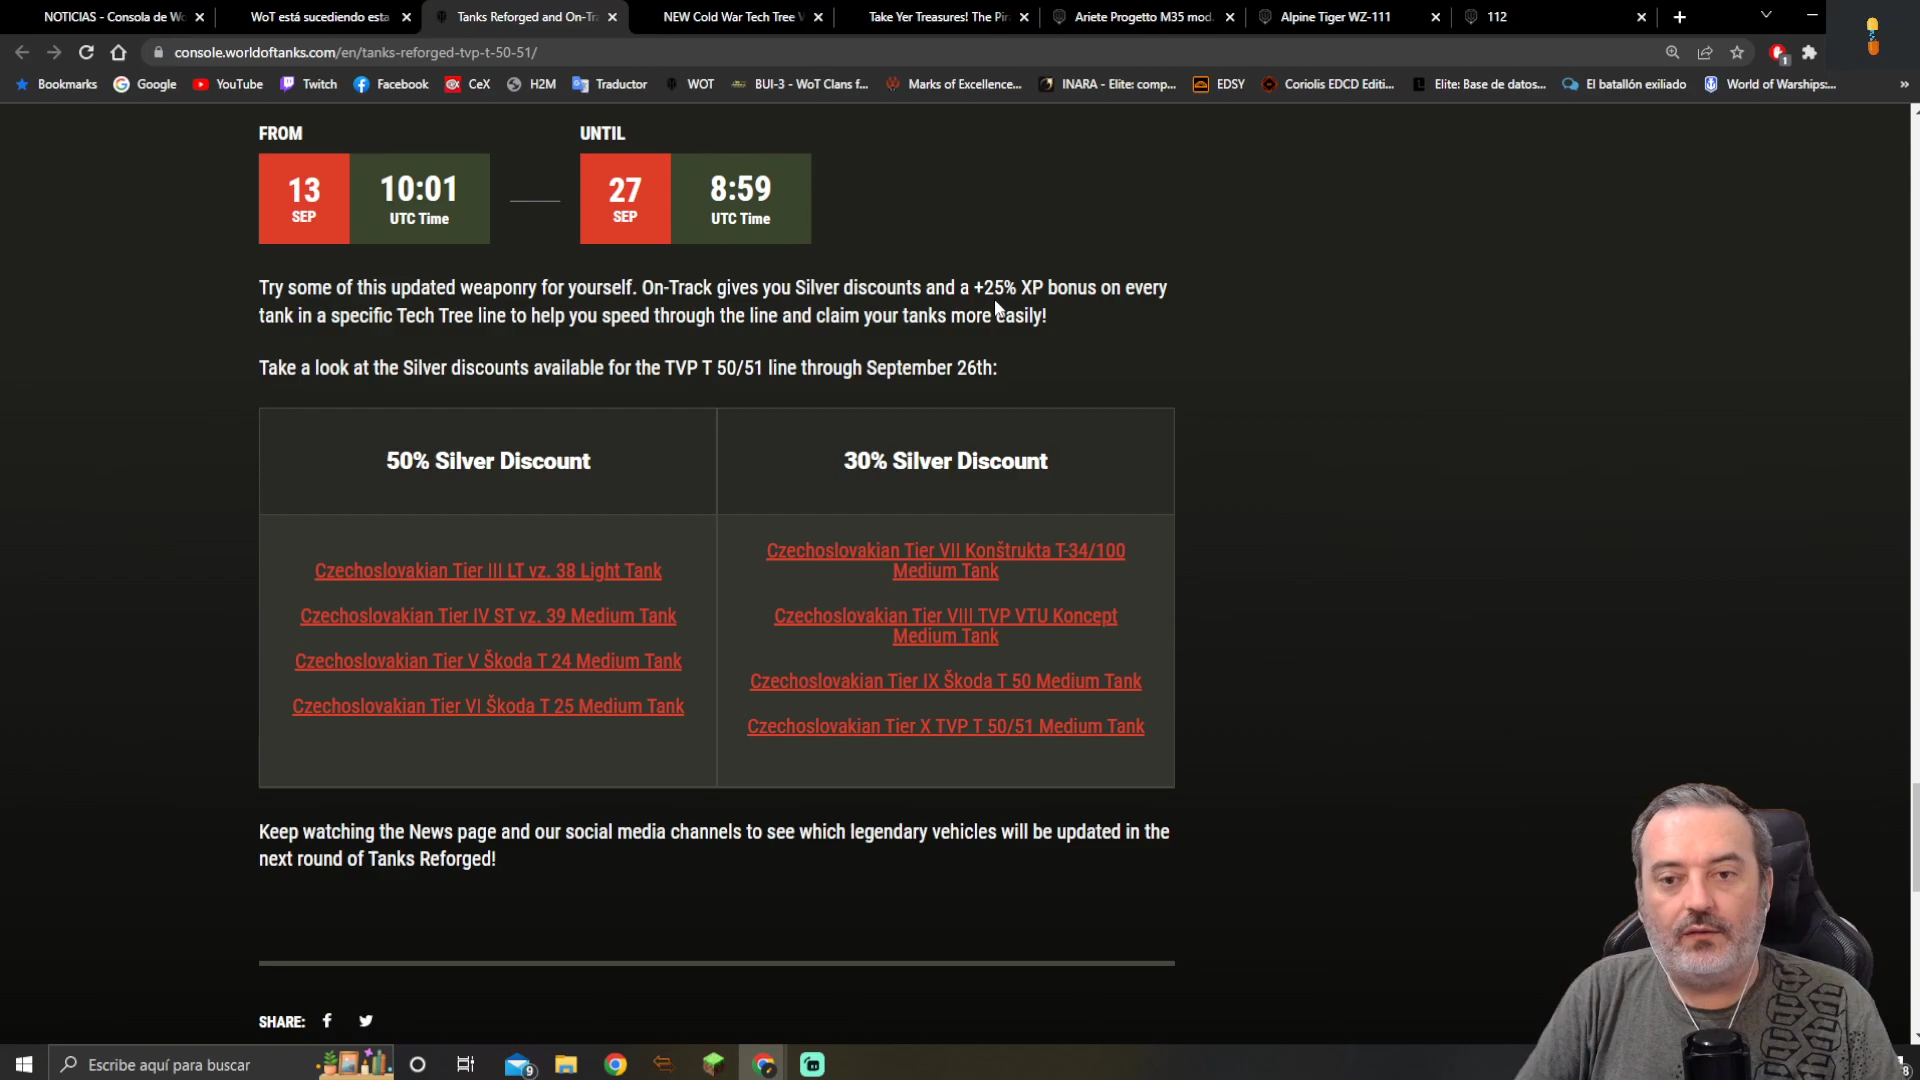 NOTICIAS - Consola de Wo
WoT está sucediendo esta
Tanks Reforged and On-Tr
NEW Cold War Tech Tree V
Take Yer Treasures! The Pir
Ariete Progetto M35 mod.
Alpine Tiger WZ-111
112
console.worldoftanks.com/en/tanks-reforged-tvp-t-50-51/
1
Bookmarks
Google
YouTube
Twitch
Facebook
CeX
H2M
Traductor
WOT
BUI-3 - WoT Clans f...
Marks of Excellence...
INARA - Elite: comp...
EDSY
Coriolis EDCD Editi...
Elite: Base de datos...
El batallón exiliado
World of Warships:...
FROM
UNTIL
13
SEP
10:01
UTC Time
27
SEP
8:59
UTC Time
Try some of this updated weaponry for yourself. On-Track gives you Silver discounts and a +25% XP bonus on every
tank in a specific Tech Tree line to help you speed through the line and claim your tanks more easily!
Take a look at the Silver discounts available for the TVP T 50/51 line through September 26th:
50% Silver Discount
30% Silver Discount
Czechoslovakian Tier III LT vz. 38 Light Tank
Czechoslovakian Tier IV ST vz. 39 Medium Tank
Czechoslovakian Tier V Škoda T 24 Medium Tank
Czechoslovakian Tier VI Škoda T 25 Medium Tank
Czechoslovakian Tier VII Konštrukta T-34/100
Medium Tank
Czechoslovakian Tier VIII TVP VTU Koncept
Medium Tank
Czechoslovakian Tier IX Škoda T 50 Medium Tank
Czechoslovakian Tier X TVP T 50/51 Medium Tank
Keep watching the News page and our social media channels to see which legendary vehicles will be updated in the
next round of Tanks Reforged!
SHARE:
Escribe aquí para buscar
9